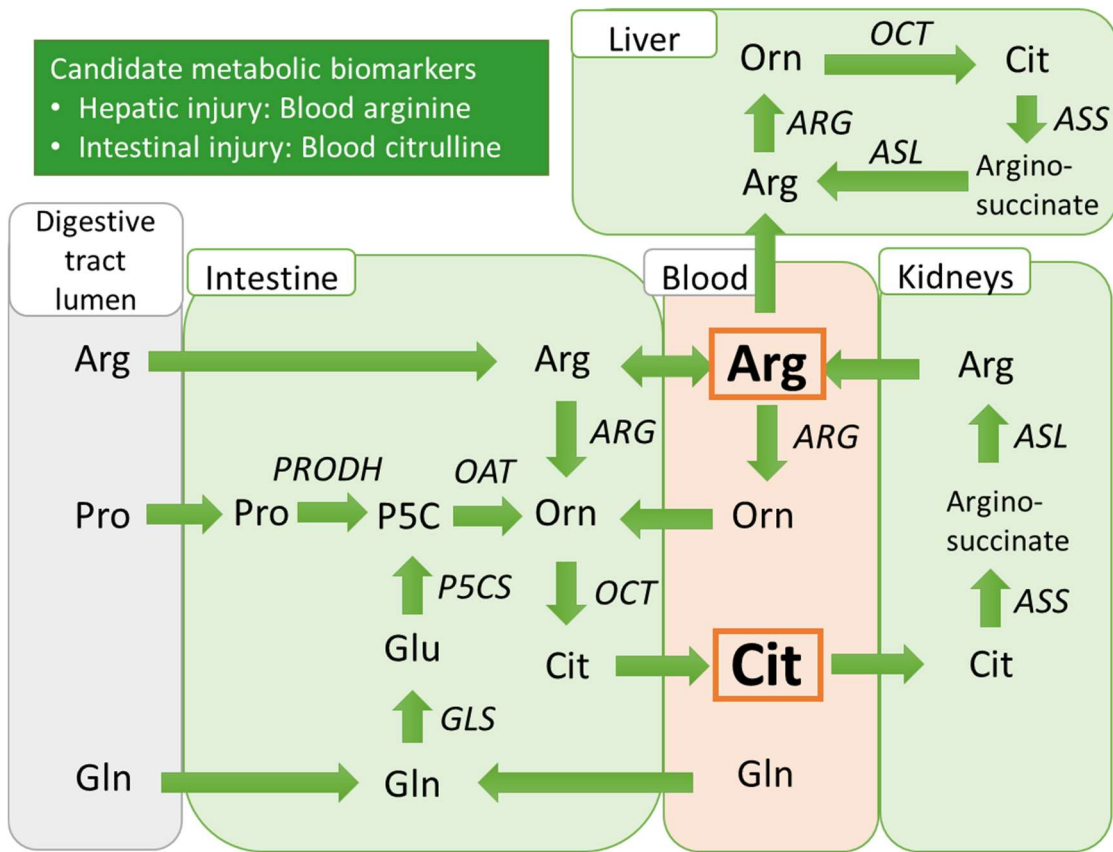 Candidate metabolic biomarkers
• Hepatic injury: Blood arginine
• Intestinal injury: Blood citrulline
Liver
Orn
OCT
Cit
ARG
ASS
Arg
ASL
Argino-
succinate
Digestive
tract
lumen
Intestine
Blood
Kidneys
Arg
Arg
Arg
Arg
ARG
ARG
ASL
PRODH
OAT
Pro
Pro
P5C
Orn
Orn
Argino-
succinate
P5CS
OCT
ASS
Glu
Cit
Cit
Cit
GLS
Gln
Gln
Gln